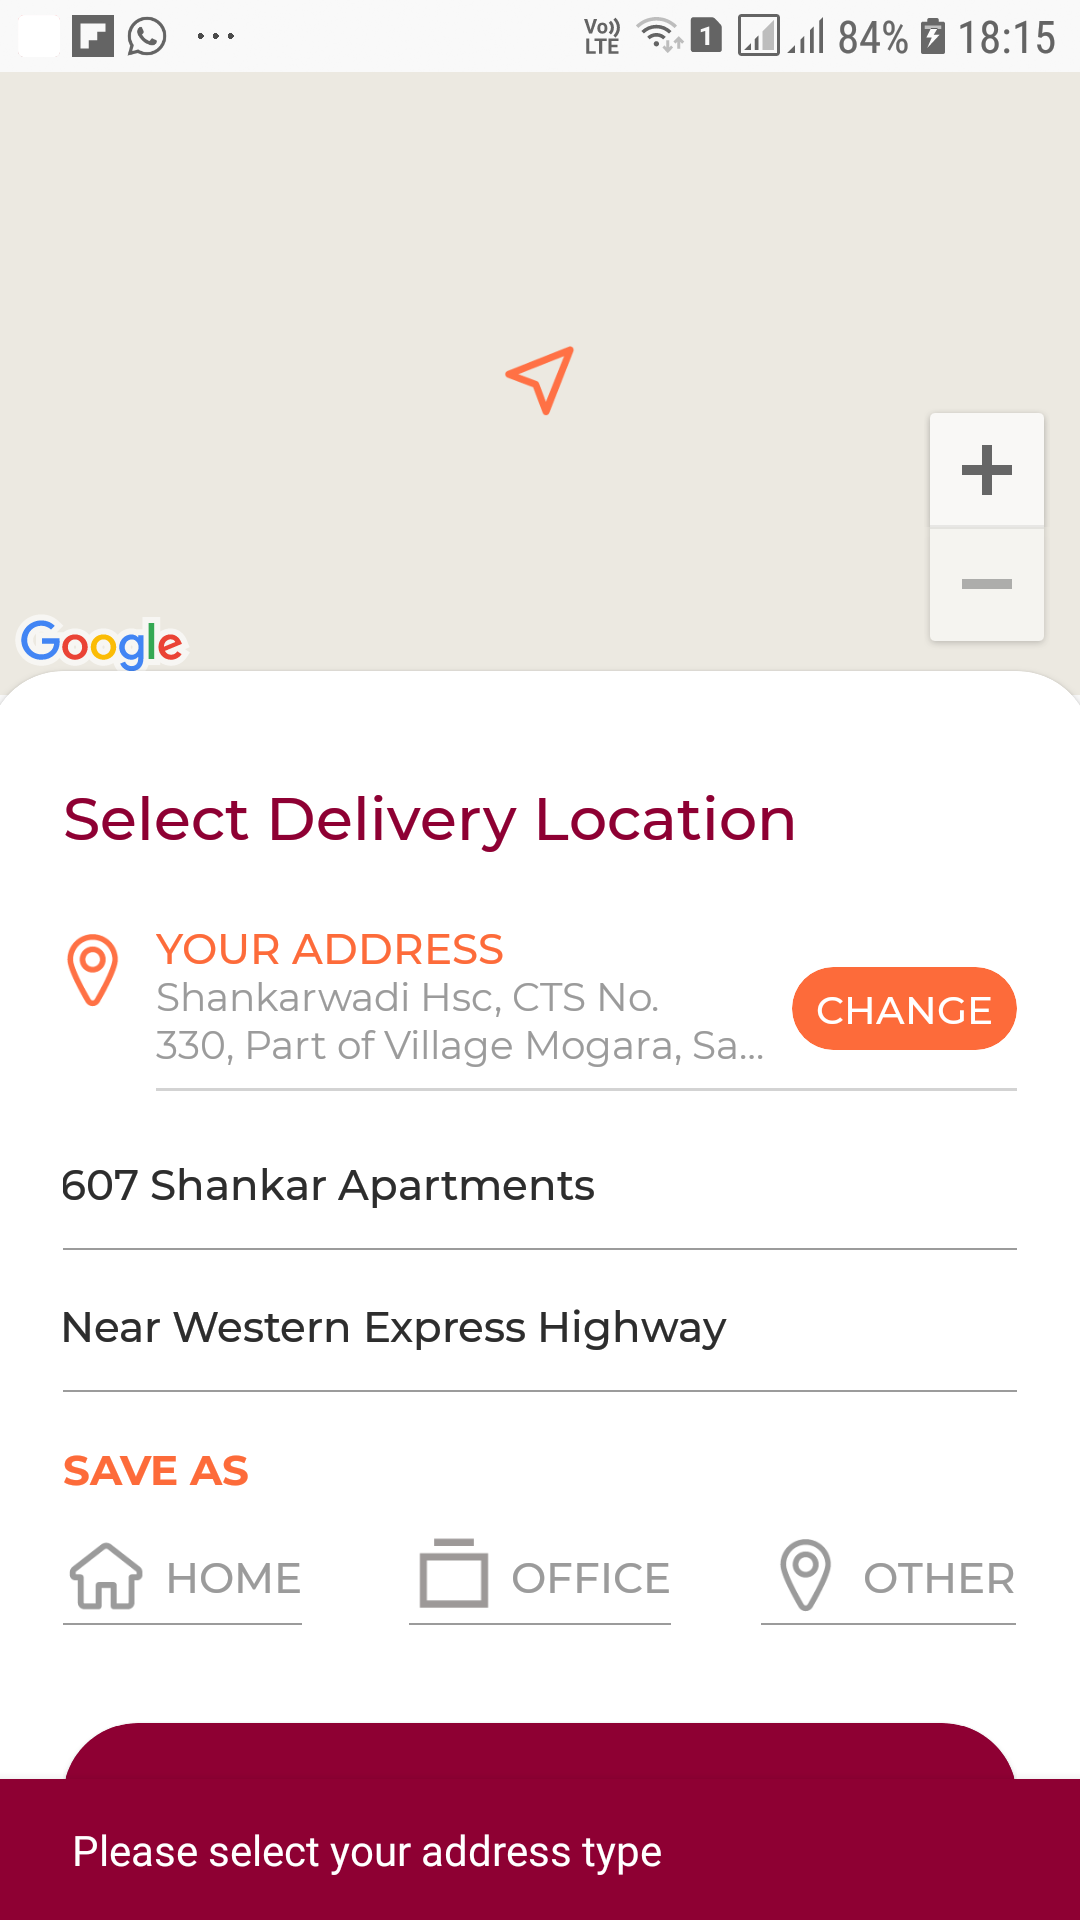 Vo)) LTE 1 84% 18:15
Google
Select Delivery Location
YOUR ADDRESS
Shankarwadi Hsc, CTS No.
330, Part of Village Mogara, Sa...
CHANGE
607 Shankar Apartments
Near Western Express Highway
SAVE AS
HOME OFFICE OTHER
Please select your address type